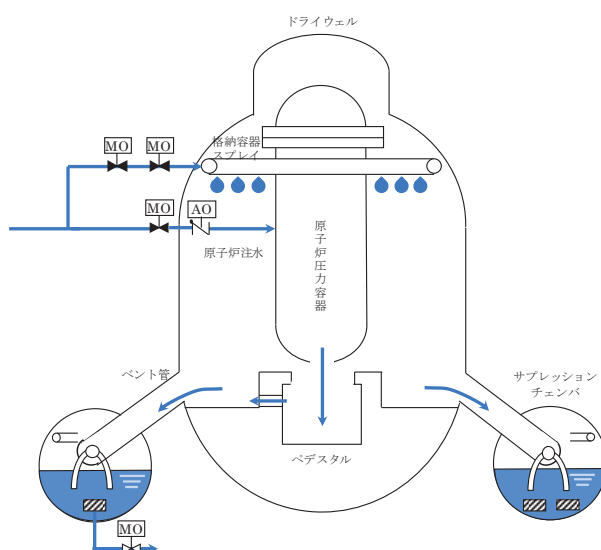 ドライウェル
MO
MO
格納容器
スプレイ
MO
AO
原子炉注水
原子炉圧力容器
ベント管
サプレッション
チェンバ
ペデスタル
MO